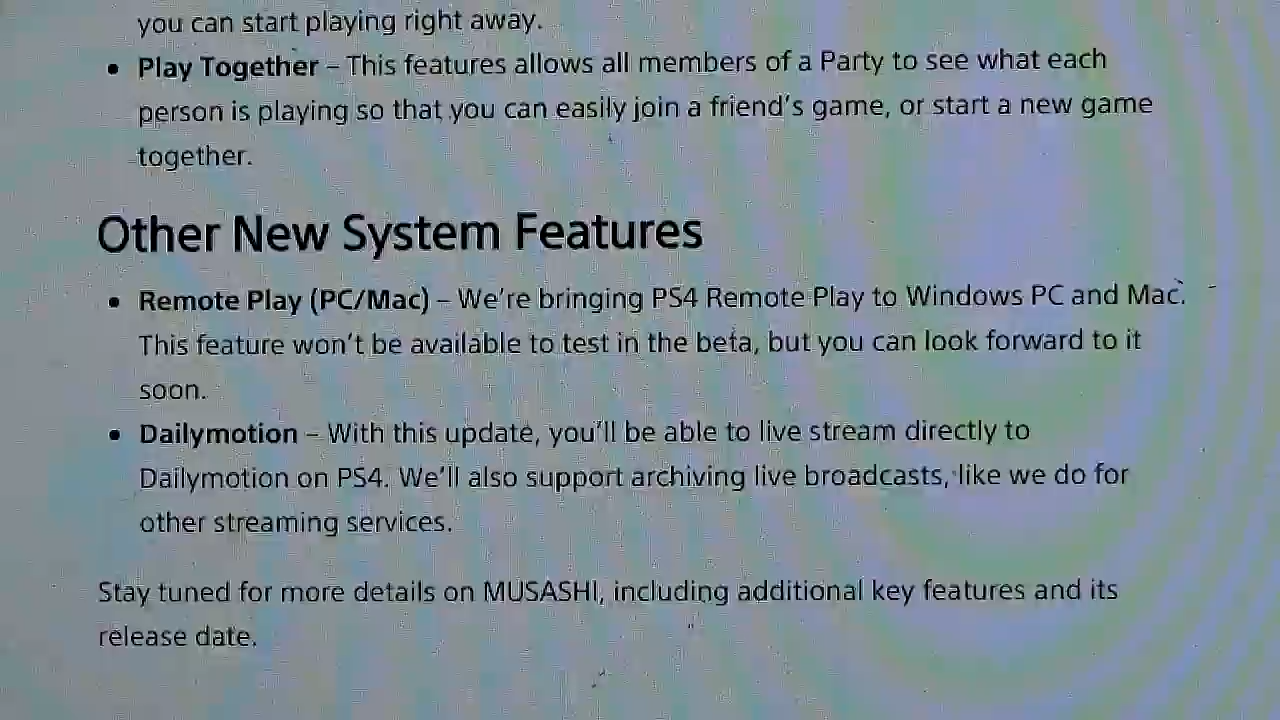 you can start playing right away.
• Play Together – This features allows all members of a Party to see what each
person is playing so that you can easily join a friend's game, or start a new game
together.
Other New System Features
• Remote Play (PC/Mac) – We're bringing PS4 Remote Play to Windows PC and Mac.
This feature won't be available to test in the beta, but you can look forward to it
soon.
• Dailymotion – With this update, you'll be able to live stream directly to
Dailymotion on PS4. We'll also support archiving live broadcasts, like we do for
other streaming services.
Stay tuned for more details on MUSASHI, including additional key features and its
release date.